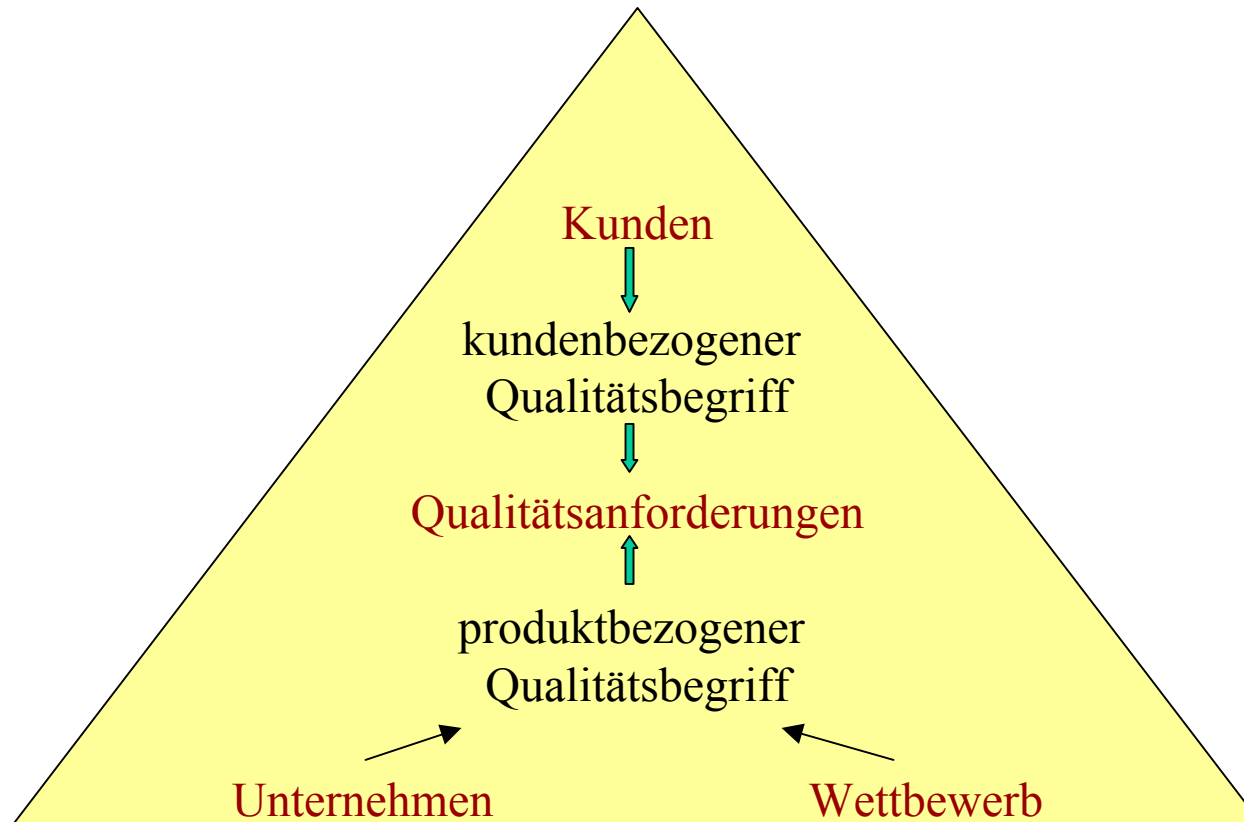 Kunden
kundenbezogener
Qualitätsbegriff
Qualitätsanforderungen
produktbezogener
Qualitätsbegriff
Unternehmen
Wettbewerb